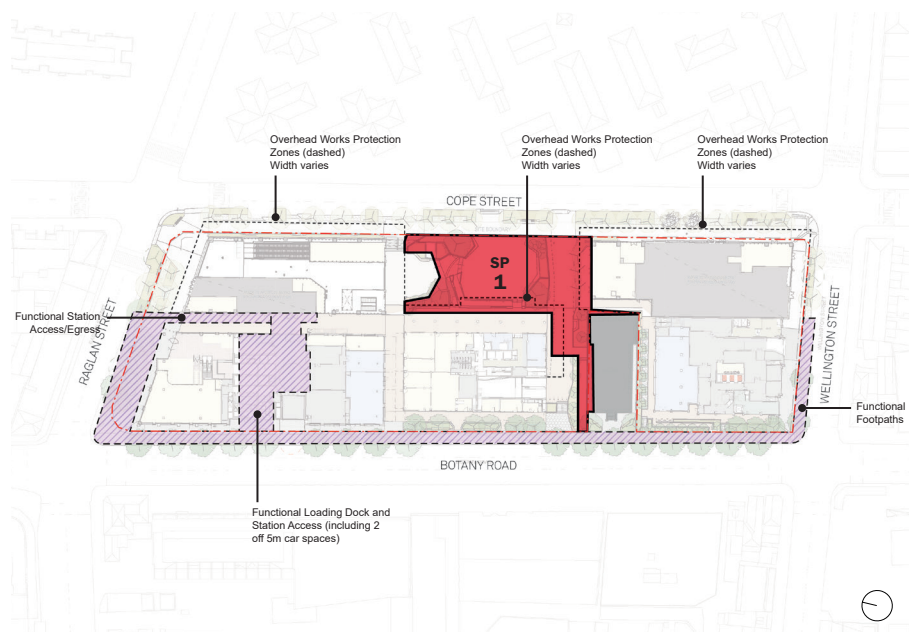 Overhead Works Protection
Zones (dashed)
Width varies
Overhead Works Protection
Zones (dashed)
Width varies
Overhead Works Protection
Zones (dashed)
Width varies
COPE STREET
SP
1
Functional Station
Access/Egress
RAGLAN STREET
WELLINGTON STREET
Functional
Footpaths
BOTANY ROAD
Functional Loading Dock and
Station Access (including 2
off 5m car spaces)